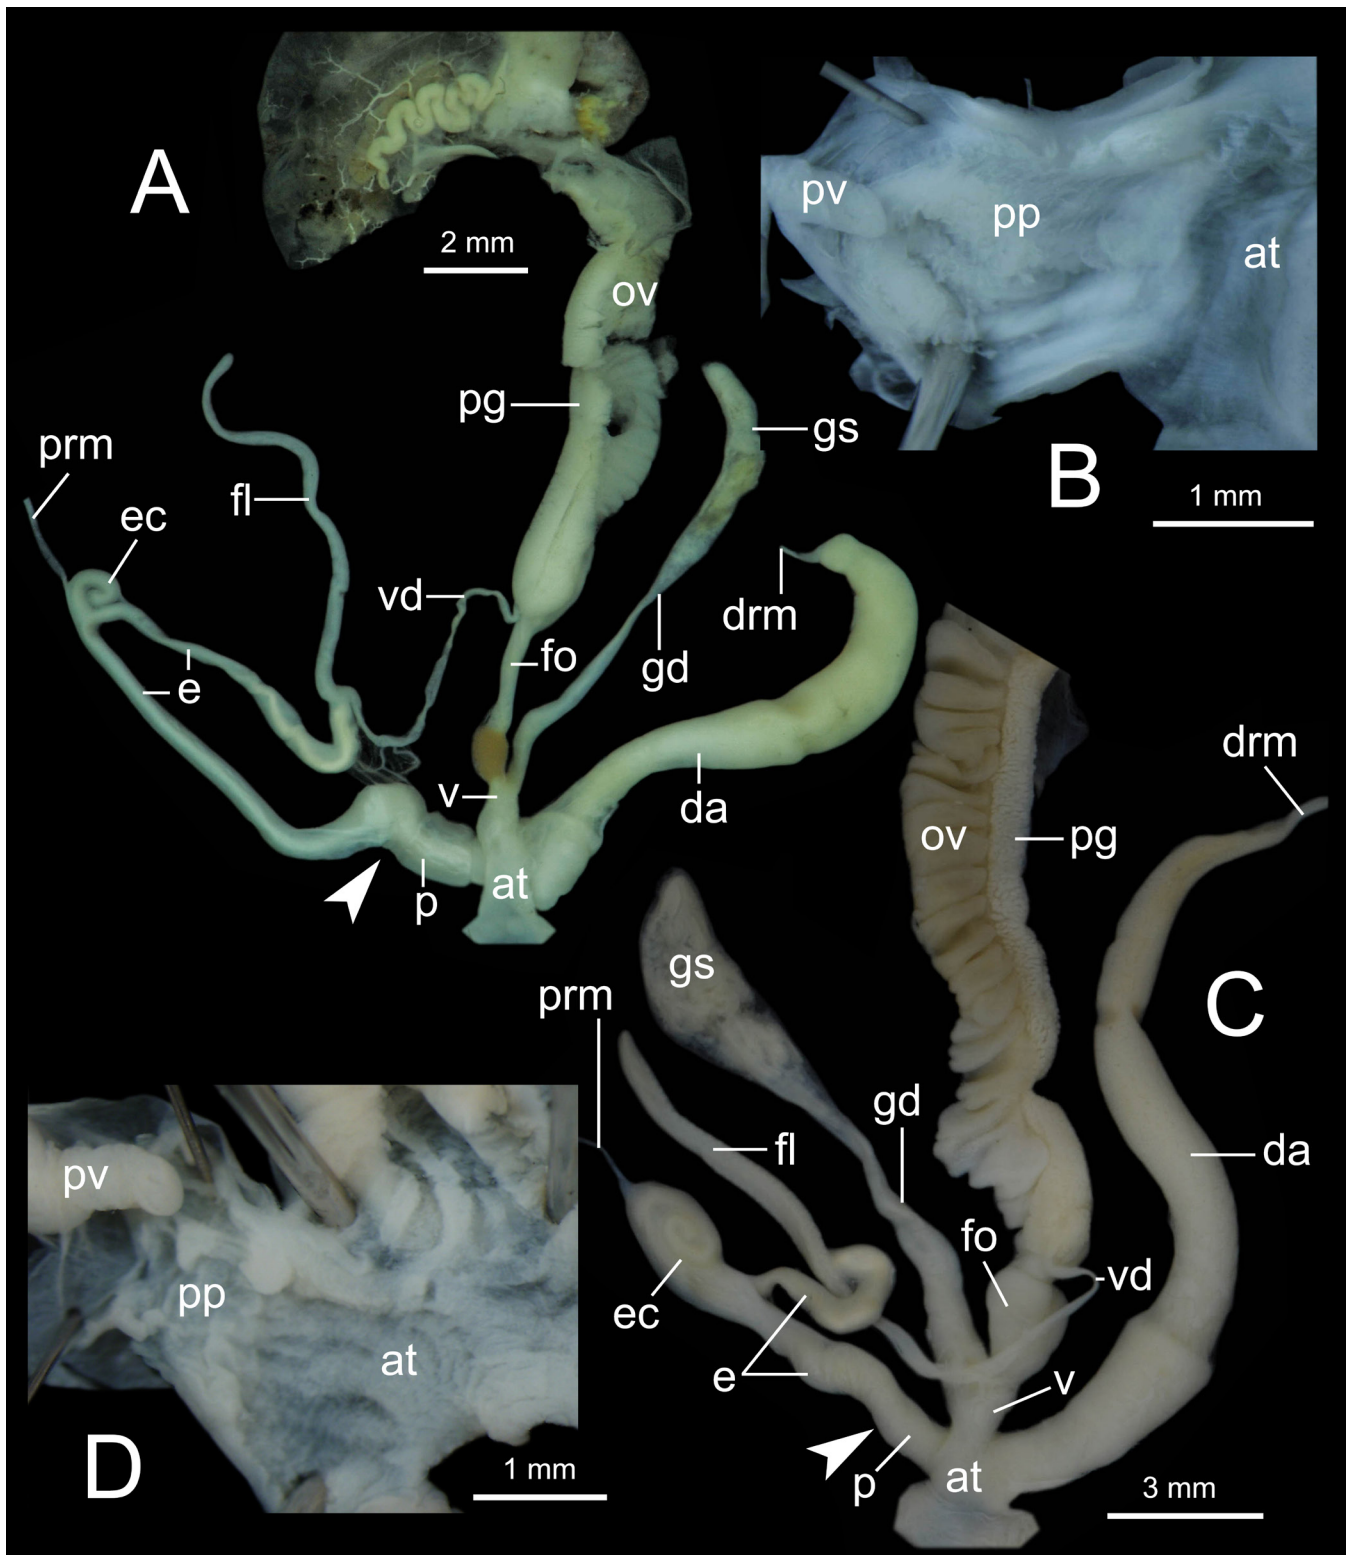 A
2 mm
ov
pg
gs
prm
ec
fl
vd
fo
gd
drm
e
v
da
p
at
pv
pp
at
B
1 mm
drm
ov
pg
C
gs
prm
gd
fl
da
fo
vd
ec
e
v
p
at
3 mm
pv
pp
at
D
1 mm